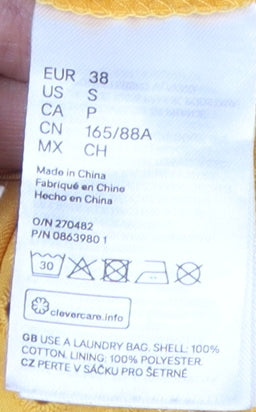 EUR 38
US S
CA P
CN 165/88A
MX CH
Made in China
Fabriqué en Chine
Hecho en China
O/N 270482
P/N 0863980 1
30
clevercare.info
GB USE A LAUNDRY BAG. SHELL: 100%
COTTON. LINING: 100% POLYESTER.
CZ PERTE V SÁČKU PRO ŠETRNÉ